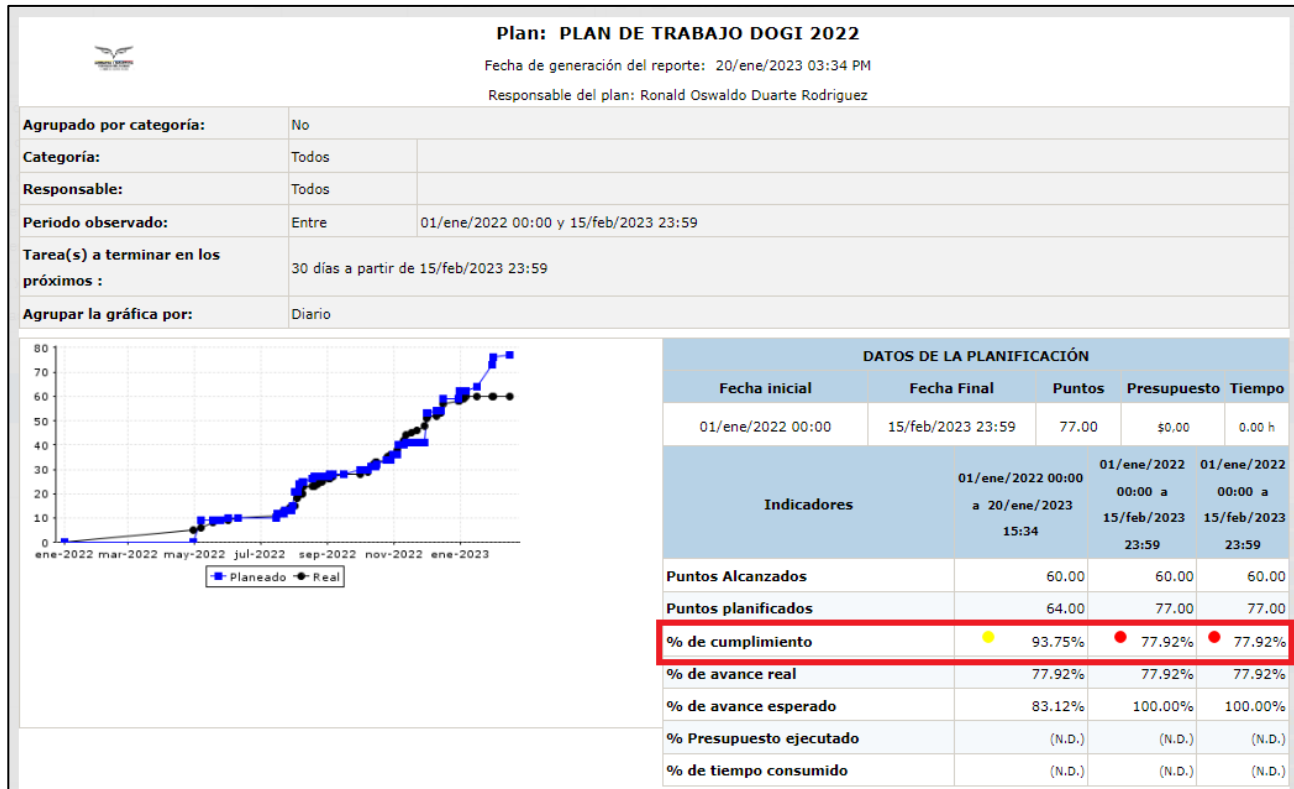 Plan: PLAN DE TRABAJO DOGI 2022
Fecha de generación del reporte: 20/ene/2023 03:34 PM
Responsable del plan: Ronald Oswaldo Duarte Rodriguez
Agrupado por categoría: No
Categoría: Todos
Responsable: Todos
Periodo observado: Entre 01/ene/2022 00:00 y 15/feb/2023 23:59
Tarea(s) a terminar en los
próximos : 30 días a partir de 15/feb/2023 23:59
Agrupar la gráfica por: Diario
80
70
60
50
40
30
20
10
0
ene-2022 mar-2022 may-2022 jul-2022 sep-2022 nov-2022 ene-2023
Planeado Real
DATOS DE LA PLANIFICACIÓN
Fecha inicial Fecha Final Puntos Presupuesto Tiempo
01/ene/2022 00:00 15/feb/2023 23:59 77.00 $0,00 0.00 h
Indicadores
01/ene/2022 00:00
a 20/ene/2023
15:34
01/ene/2022
00:00 a
15/feb/2023
23:59
01/ene/2022
00:00 a
15/feb/2023
23:59
Puntos Alcanzados 60.00 60.00 60.00
Puntos planificados 64.00 77.00 77.00
% de cumplimiento 93.75% 77.92% 77.92%
% de avance real 77.92% 77.92% 77.92%
% de avance esperado 83.12% 100.00% 100.00%
% Presupuesto ejecutado (N.D.) (N.D.) (N.D.)
% de tiempo consumido (N.D.) (N.D.) (N.D.)